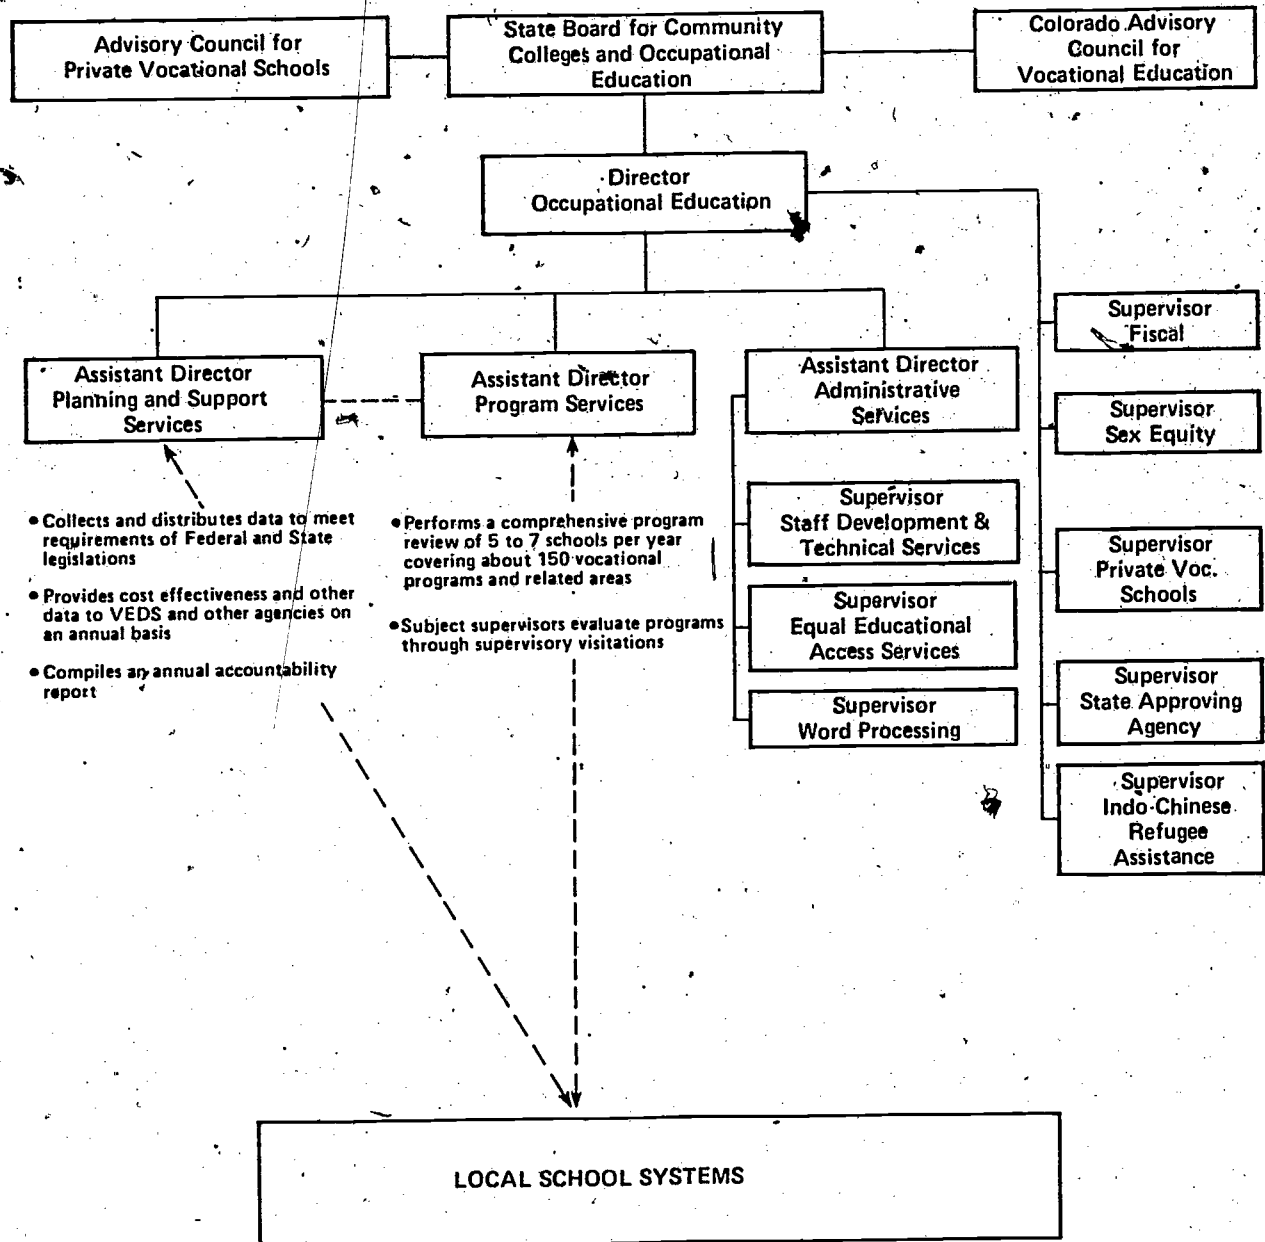 Advisory Council for
Private Vocational Schools
State Board for Community
Colleges and Occupational
Education
Colorado Advisory
Council for
Vocational Education
Director
Occupational Education
Assistant Director
Planning and Support
Services
Assistant Director
Program Services
Assistant Director
Administrative
Services
Supervisor
Fiscal
Supervisor
Sex Equity
Supervisor
Private Voc.
Schools
Supervisor
State Approving
Agency
Supervisor
Indo-Chinese
Refugee
Assistance
Supervisor
Staff Development &
Technical Services
Supervisor
Equal Educational
Access Services
Supervisor
Word Processing
• Collects and distributes data to meet
requirements of Federal and State
legislations
• Provides cost effectiveness and other
data to VEDS and other agencies on
an annual basis
• Compiles an annual accountability
report
• Performs a comprehensive program
review of 5 to 7 schools per year
covering about 150 vocational
programs and related areas
• Subject supervisors evaluate programs
through supervisory visitations
LOCAL SCHOOL SYSTEMS